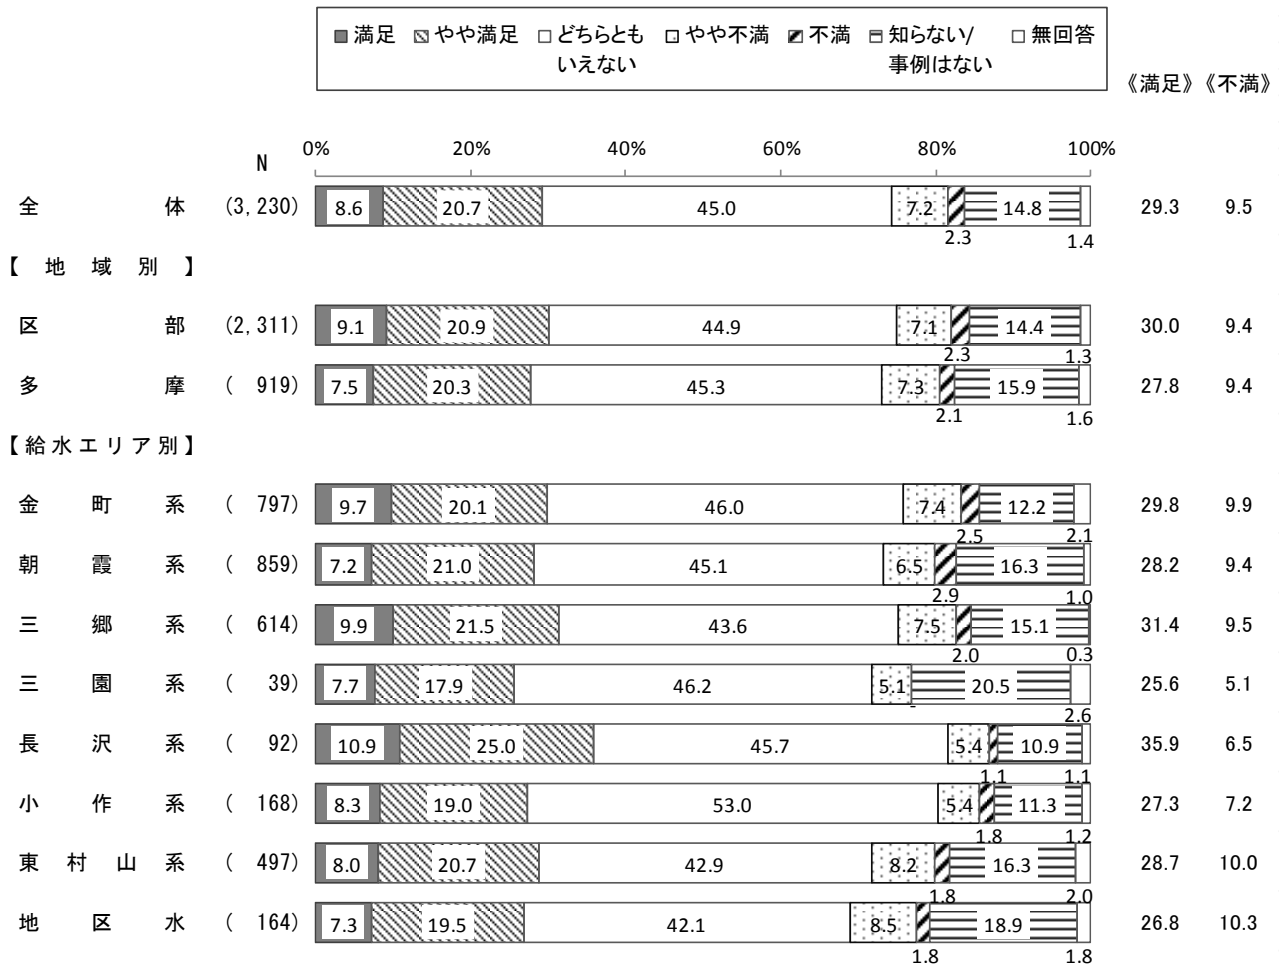 満足 やや満足 どちらとも やや不満 不満 知らない/ 無回答
いえない 事例はない
《満足》 《不満》
N 0% 20% 40% 60% 80% 100%
全体 (3,230) 8.6 20.7 45.0 7.2 2.3 14.8 1.4 29.3 9.5
【地域別】
区部 (2,311) 9.1 20.9 44.9 7.1 2.3 14.4 1.3 30.0 9.4
多摩 ( 919) 7.5 20.3 45.3 7.3 2.1 15.9 1.6 27.8 9.4
【給水エリア別】
金町系 ( 797) 9.7 20.1 46.0 7.4 2.5 12.2 2.1 29.8 9.9
朝霞系 ( 859) 7.2 21.0 45.1 6.5 2.9 16.3 1.0 28.2 9.4
三郷系 ( 614) 9.9 21.5 43.6 7.5 2.0 15.1 0.3 31.4 9.5
三園系 ( 39) 7.7 17.9 46.2 5.1 - 20.5 2.6 25.6 5.1
長沢系 ( 92) 10.9 25.0 45.7 5.4 1.1 10.9 1.1 35.9 6.5
小作系 ( 168) 8.3 19.0 53.0 5.4 1.8 11.3 1.2 27.3 7.2
東村山系 ( 497) 8.0 20.7 42.9 8.2 1.8 16.3 2.0 28.7 10.0
地区水 ( 164) 7.3 19.5 42.1 8.5 1.8 18.9 1.8 26.8 10.3